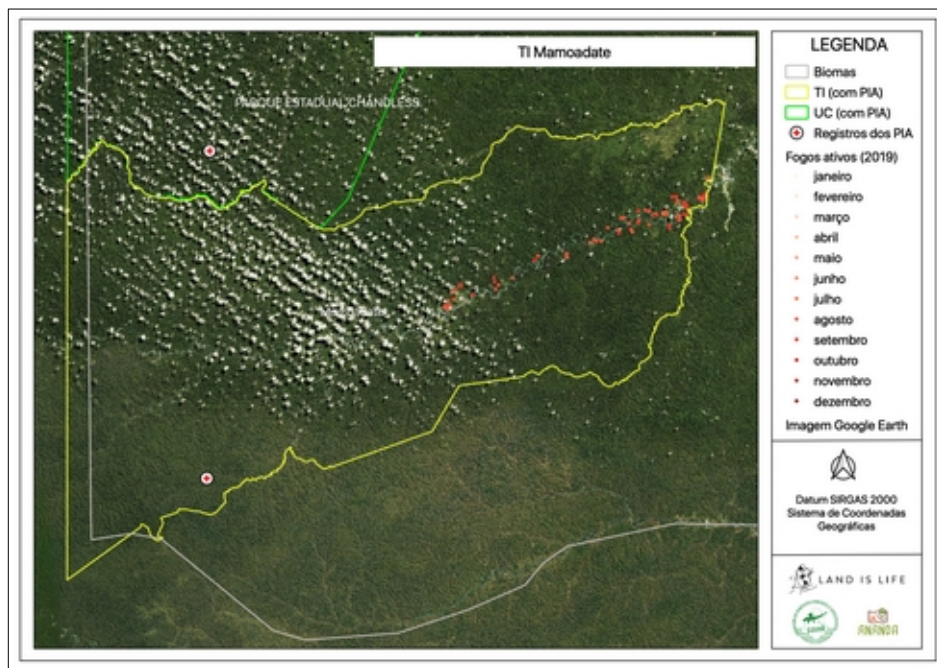 TI Mamoadate
PARQUE ESTADUAL CHANDLESS
LEGENDA
Biomas
TI (com PIA)
UC (com PIA)
Registros dos PIA
Fogos ativos (2019)
janeiro
fevereiro
março
abril
maio
junho
julho
agosto
setembro
outubro
novembro
dezembro
Imagem Google Earth
Datum SIRGAS 2000
Sistema de Coordenadas
Geográficas
LAND IS LIFE
ANANDA